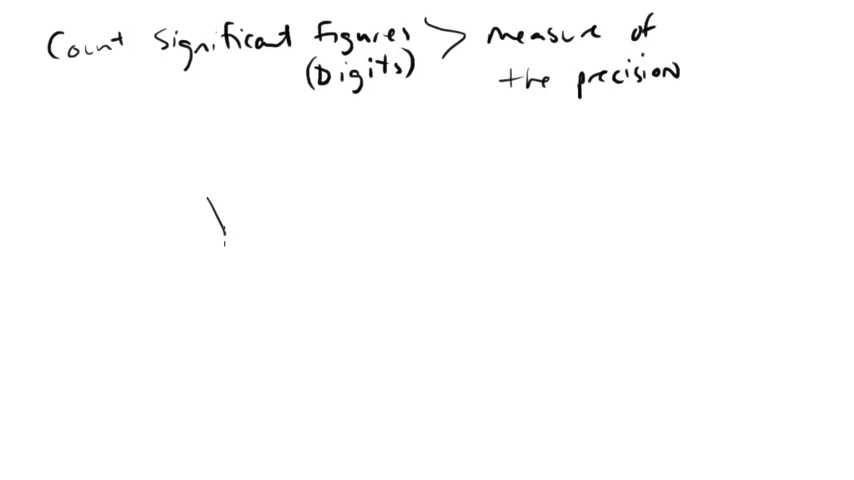 Count significant figures > measure of
(Digits) the precision